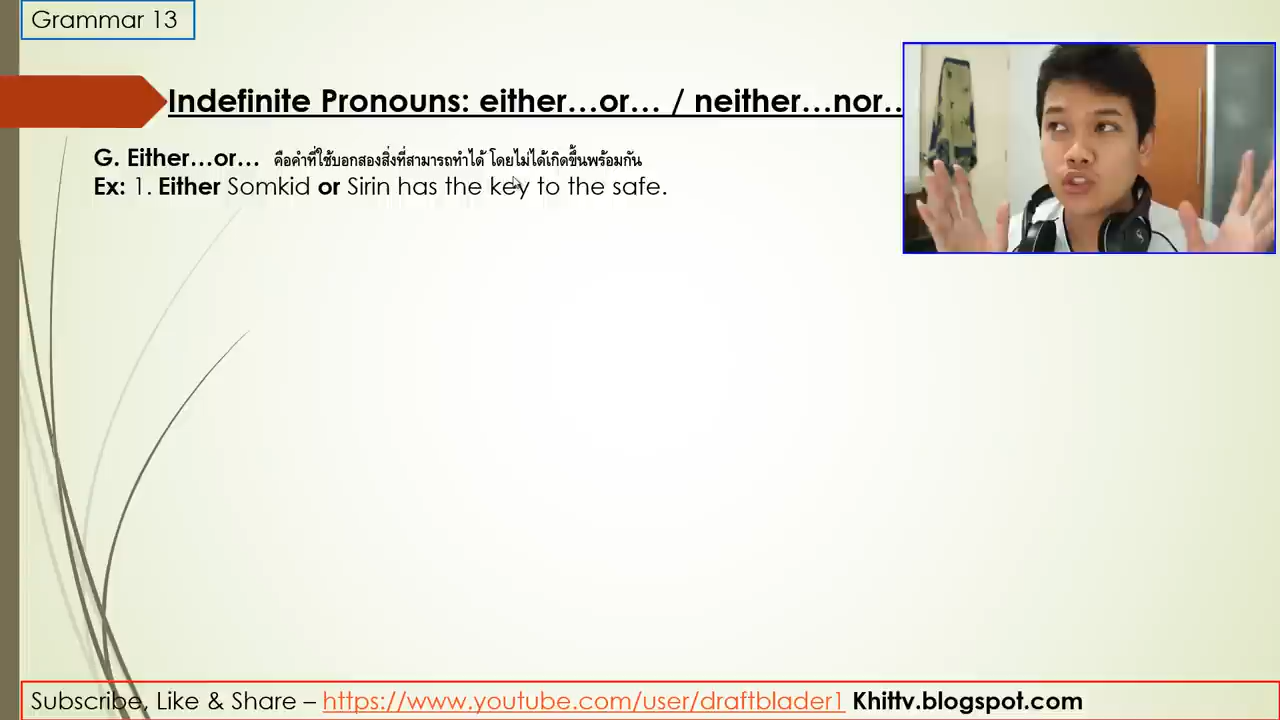 Grammar 13
Indefinite Pronouns: either…or… / neither…nor..
G. Either…or… คือคำที่ใช้บอกสองสิ่งที่สามารถทำได้ โดยไม่ได้เกิดขึ้นพร้อมกัน
Ex: 1. Either Somkid or Sirin has the key to the safe.
Subscribe, Like & Share – https://www.youtube.com/user/draftblader1 Khittv.blogspot.com